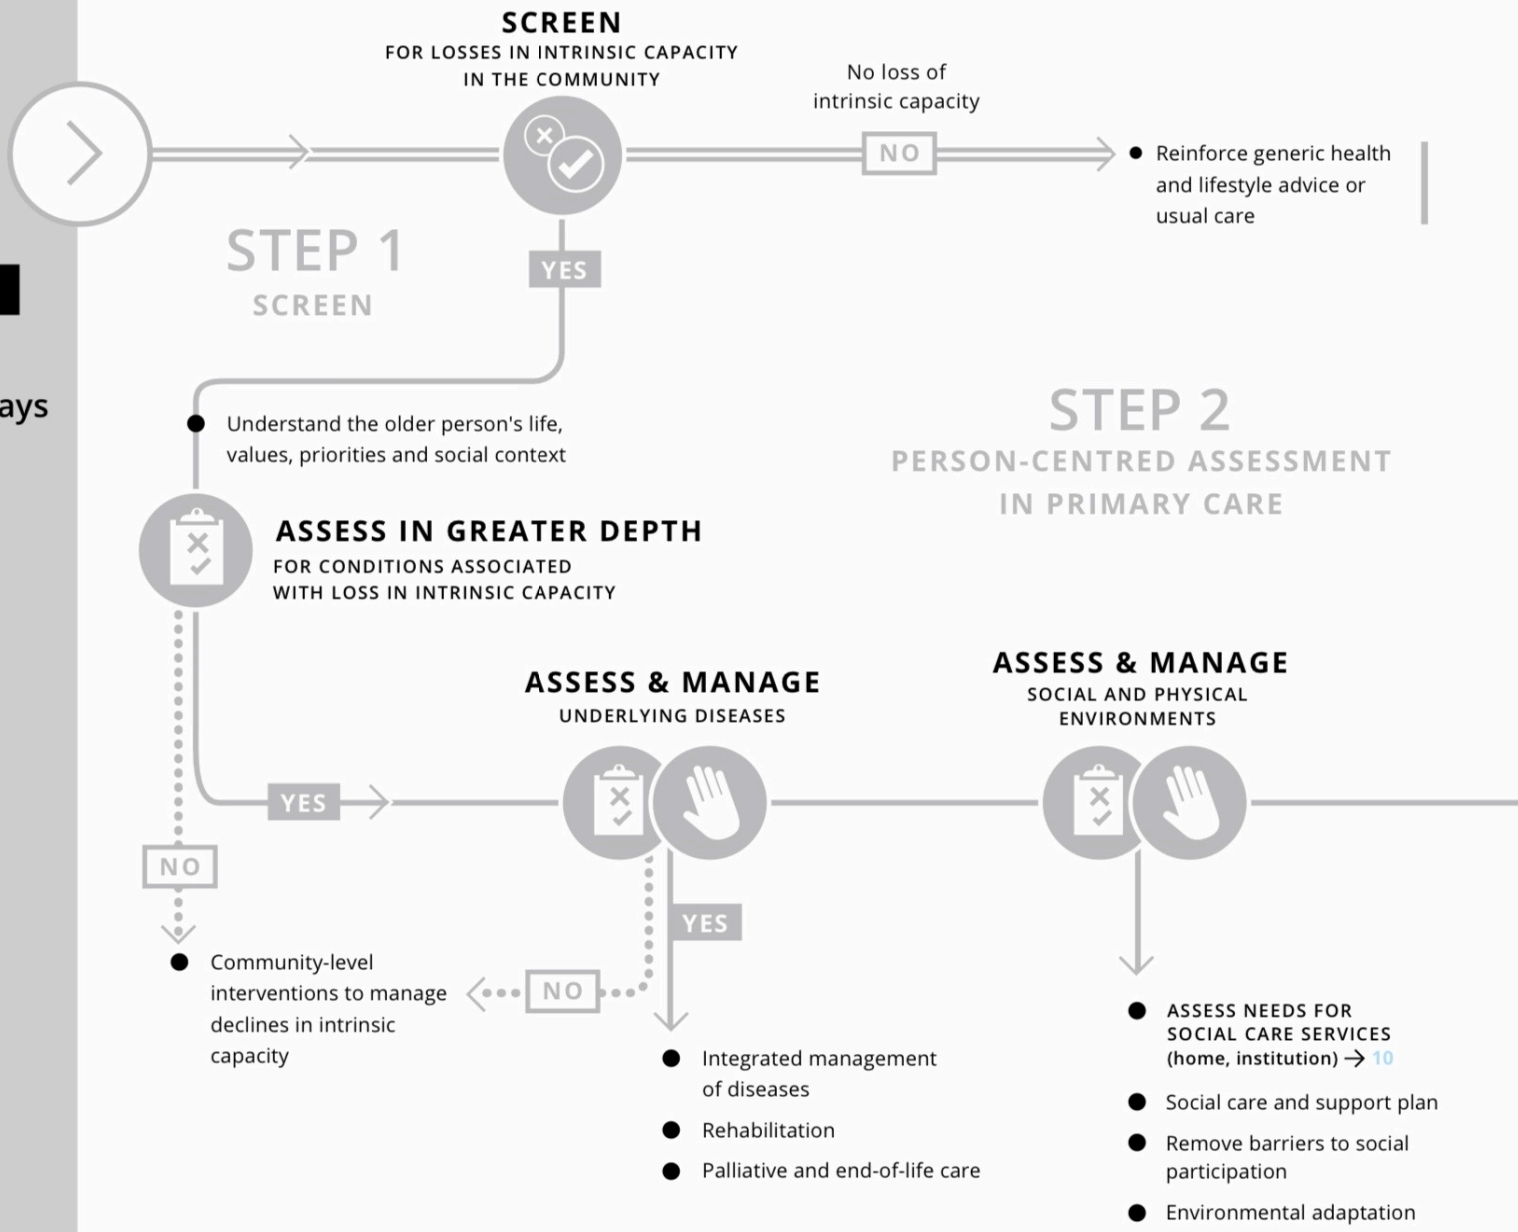 SCREEN
FOR LOSSES IN INTRINSIC CAPACITY
IN THE COMMUNITY
No loss of
intrinsic capacity
NO
Reinforce generic health
and lifestyle advice or
usual care
STEP 1
SCREEN
YES
ays
Understand the older person's life,
values, priorities and social context
STEP 2
PERSON-CENTRED ASSESSMENT
IN PRIMARY CARE
ASSESS IN GREATER DEPTH
FOR CONDITIONS ASSOCIATED
WITH LOSS IN INTRINSIC CAPACITY
ASSESS & MANAGE
UNDERLYING DISEASES
ASSESS & MANAGE
SOCIAL AND PHYSICAL
ENVIRONMENTS
YES
NO
Community-level
interventions to manage
declines in intrinsic
capacity
NO
YES
Integrated management
of diseases
Rehabilitation
Palliative and end-of-life care
ASSESS NEEDS FOR
SOCIAL CARE SERVICES
(home, institution) → 10
Social care and support plan
Remove barriers to social
participation
Environmental adaptation